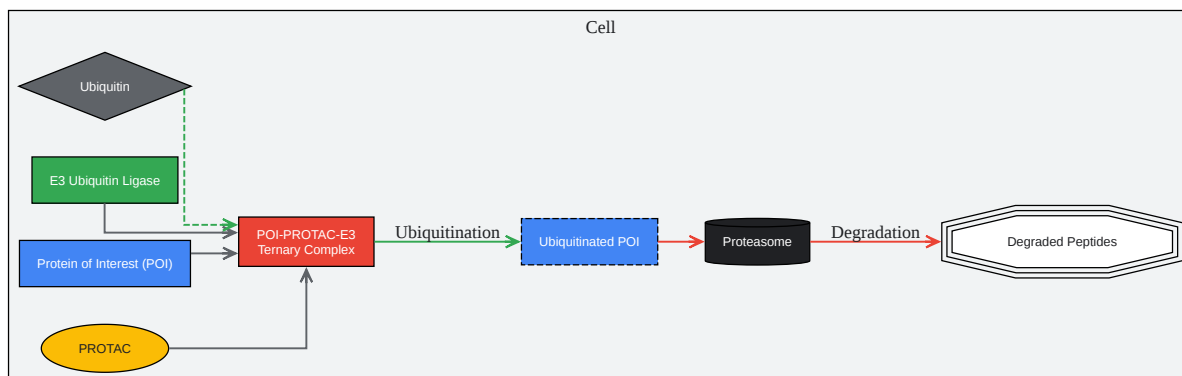 Cell
Ubiquitin
E3 Ubiquitin Ligase
Protein of Interest (POI)
PROTAC
POI-PROTAC-E3
Ternary Complex
Ubiquitination
Ubiquitinated POI
Proteasome
Degradation
Degraded Peptides